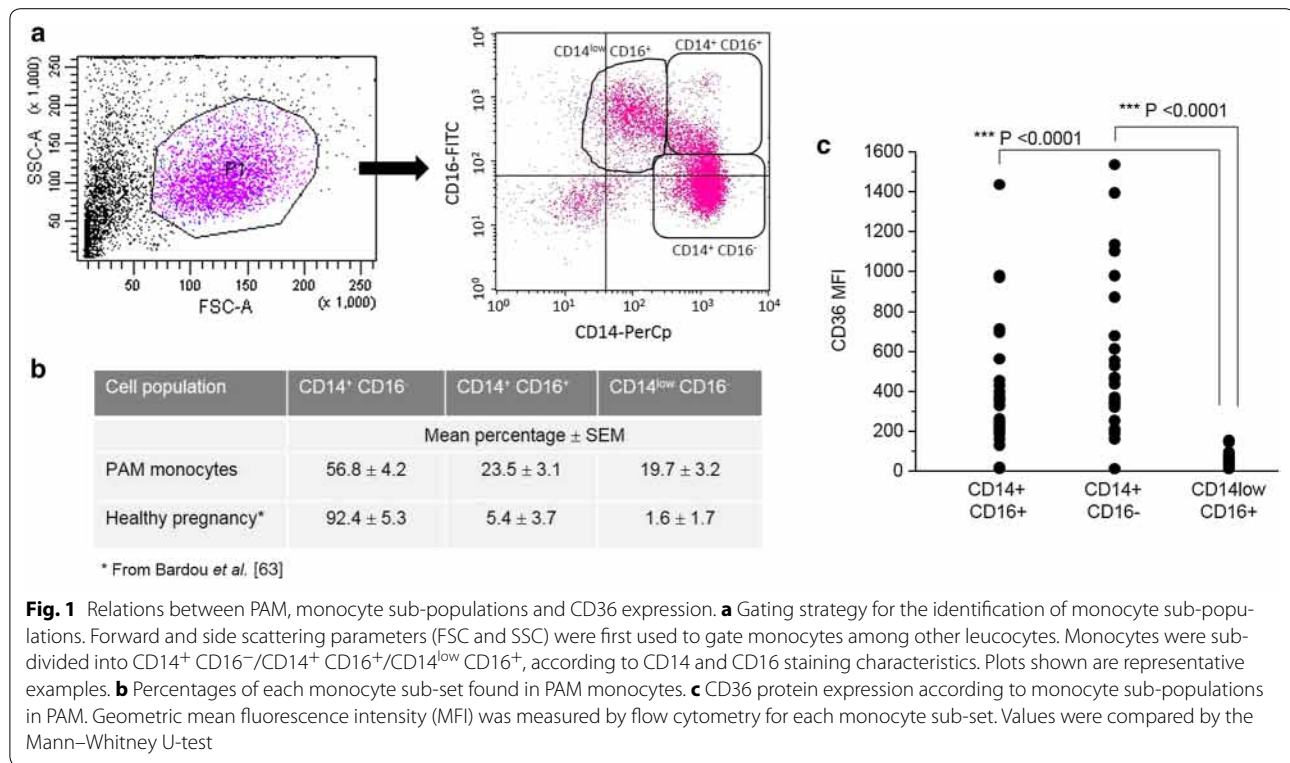 a
SSC-A (x 1,000)
250
200
150
100
50
50 100 150 200 250
FSC-A
(x 1,000)
P1
CD14low CD16+
CD14+ CD16+
CD14+ CD16-
CD16-FITC
10⁴
10³
10²
10¹
10⁰
10⁰ 10¹ 10² 10³ 10⁴
CD14-PerCp
b
Cell population CD14⁺ CD16⁻ CD14⁺ CD16⁺ CD14low CD16⁻
Mean percentage ± SEM
PAM monocytes 56.8 ± 4.2 23.5 ± 3.1 19.7 ± 3.2
Healthy pregnancy* 92.4 ± 5.3 5.4 ± 3.7 1.6 ± 1.7
* From Bardou et al. [63]
c
*** P <0.0001
*** P <0.0001
CD36 MFI
1600
1400
1200
1000
800
600
400
200
0
CD14+ CD14+ CD14low
CD16+ CD16- CD16+
Fig. 1 Relations between PAM, monocyte sub-populations and CD36 expression. a Gating strategy for the identification of monocyte sub-popu-
lations. Forward and side scattering parameters (FSC and SSC) were first used to gate monocytes among other leucocytes. Monocytes were sub-
divided into CD14⁺ CD16⁻/CD14⁺ CD16⁺/CD14low CD16⁺, according to CD14 and CD16 staining characteristics. Plots shown are representative
examples. b Percentages of each monocyte sub-set found in PAM monocytes. c CD36 protein expression according to monocyte sub-populations
in PAM. Geometric mean fluorescence intensity (MFI) was measured by flow cytometry for each monocyte sub-set. Values were compared by the
Mann–Whitney U-test